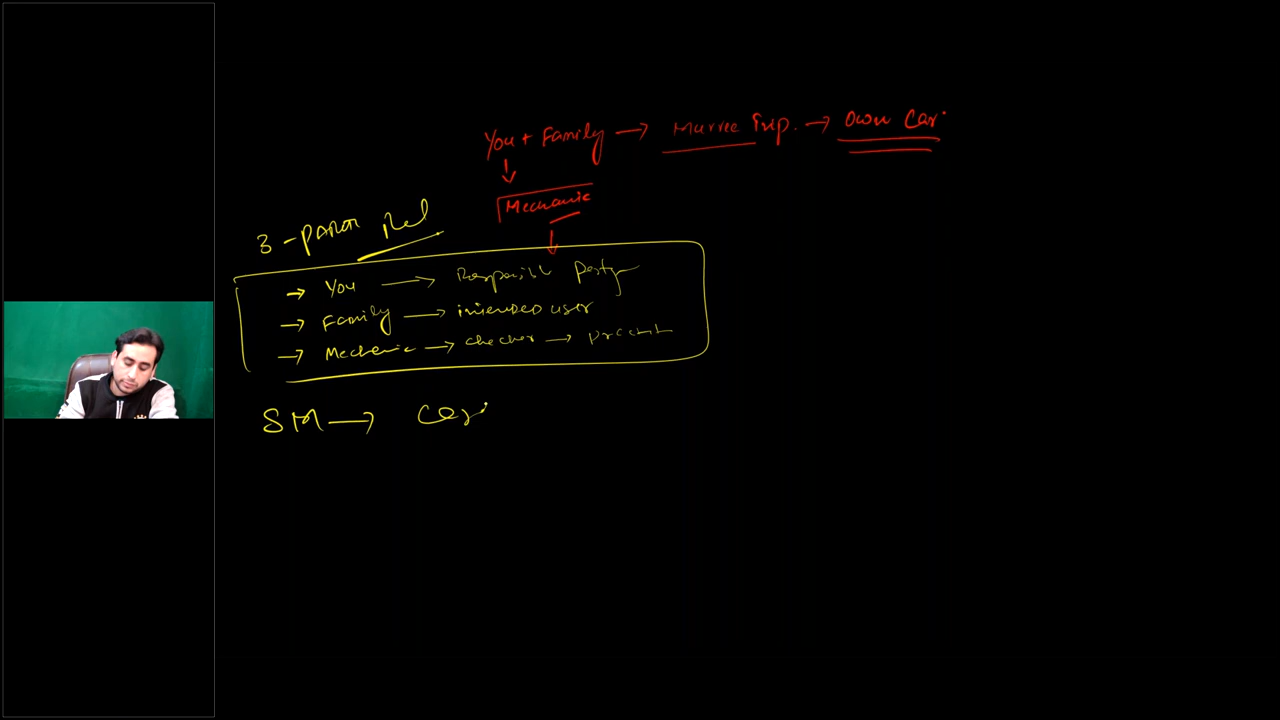 You + Family → Murree Trip. → Own Car.
↓
Mechanic
↓
3-PARTY Rel
→ You → Responsible Party
→ Family → intended user
→ Mechanic → checker →
SM → Car